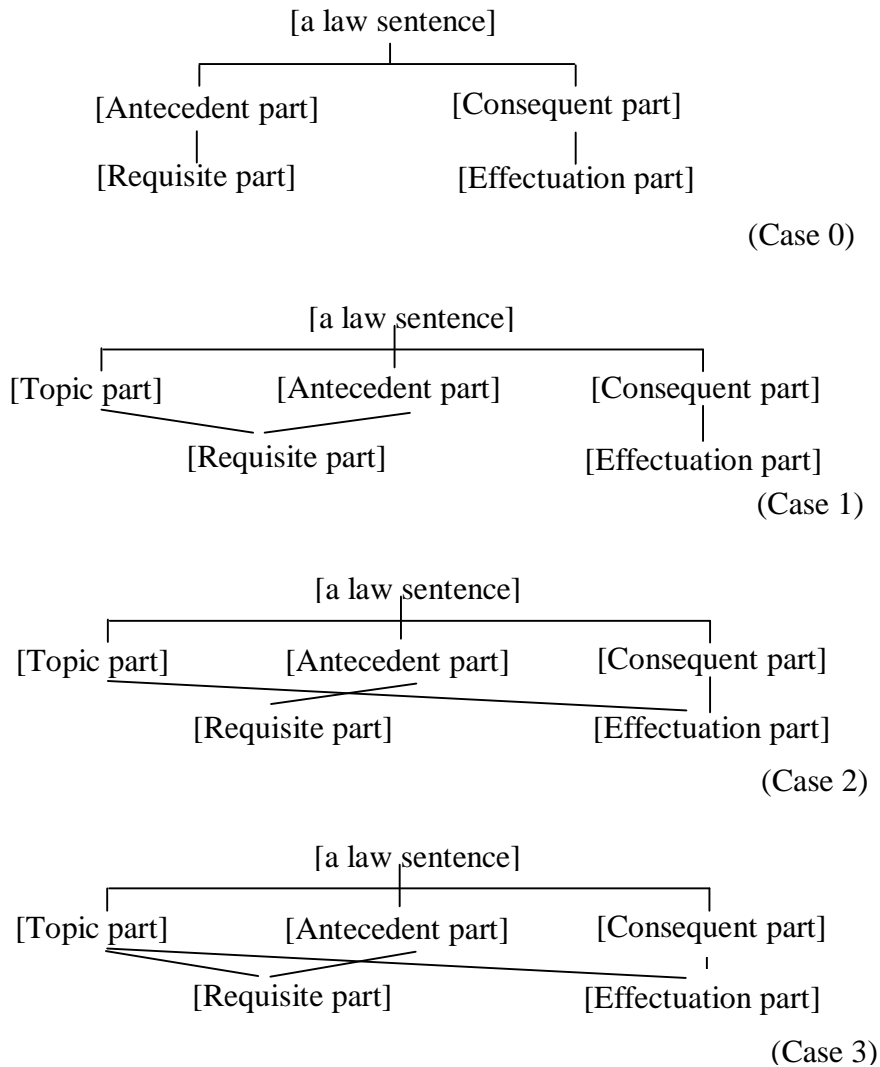 [a law sentence]
[Antecedent part] [Consequent part]
[Requisite part] [Effectuation part]
(Case 0)
[a law sentence]
[Topic part] [Antecedent part] [Consequent part]
[Requisite part] [Effectuation part]
(Case 1)
[a law sentence]
[Topic part] [Antecedent part] [Consequent part]
[Requisite part] [Effectuation part]
(Case 2)
[a law sentence]
[Topic part] [Antecedent part] [Consequent part]
[Requisite part] [Effectuation part]
(Case 3)